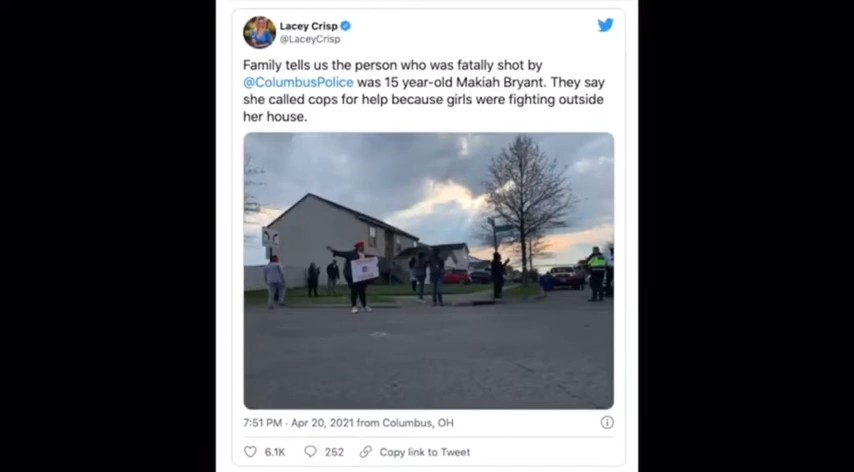 Lacey Crisp
@LaceyCrisp
Family tells us the person who was fatally shot by
@ColumbusPolice was 15 year-old Makiah Bryant. They say
she called cops for help because girls were fighting outside
her house.
7:51 PM · Apr 20, 2021 from Columbus, OH
6.1K 252 Copy link to Tweet